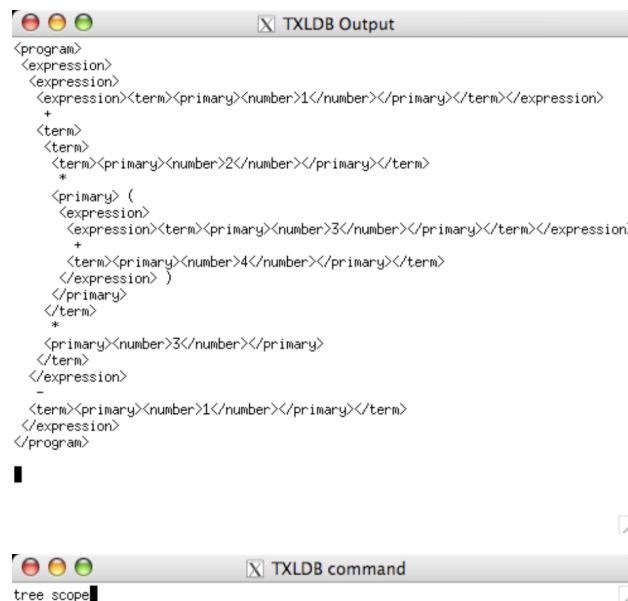 TXLDB Output
<program>
<expression>
<expression>
<expression><term><primary><number>1</number></primary></term></expression>
+
<term>
<term>
<term><primary><number>2</number></primary></term>
*
<primary> (
<expression>
<expression><term><primary><number>3</number></primary></term></expression>
+
<term><primary><number>4</number></primary></term>
</expression> )
</primary>
</term>
*
<primary><number>3</number></primary>
</term>
</expression>
-
<term><primary><number>1</number></primary></term>
</expression>
</program>
TXLDB command
tree scope